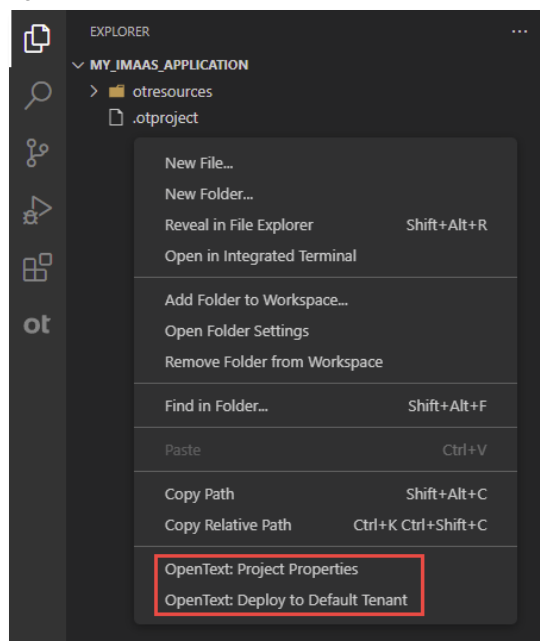 EXPLORER ...
MY_IMAAS_APPLICATION
otresources
.otproject
New File...
New Folder...
Reveal in File Explorer Shift+Alt+R
Open in Integrated Terminal
Add Folder to Workspace...
Open Folder Settings
Remove Folder from Workspace
Find in Folder... Shift+Alt+F
Paste Ctrl+V
Copy Path Shift+Alt+C
Copy Relative Path Ctrl+K Ctrl+Shift+C
OpenText: Project Properties
OpenText: Deploy to Default Tenant
ot